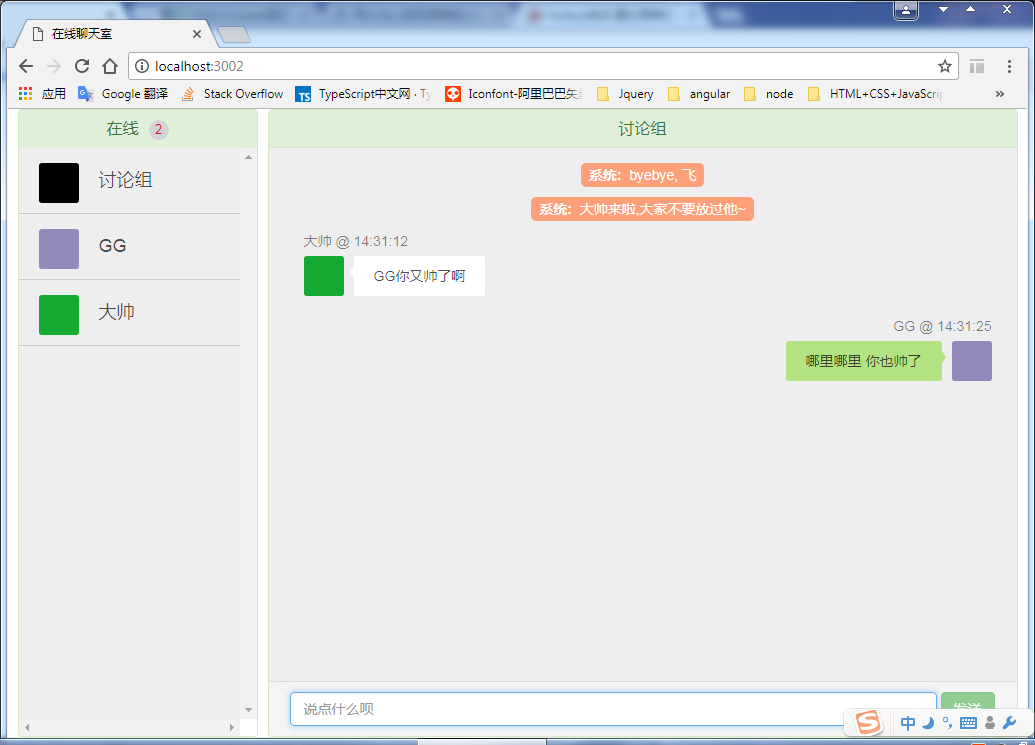 在线聊天室
localhost:3002
应用 Google 翻译 Stack Overflow TypeScript中文网 · Ty Iconfont-阿里巴巴矢 Jquery angular node HTML+CSS+JavaScrip »
在线 2
讨论组
GG
大帅
讨论组
系统: byebye, 飞
系统: 大帅来啦,大家不要放过他~
大帅 @ 14:31:12
GG你又帅了啊
GG @ 14:31:25
哪里哪里 你也帅了
说点什么呗
发送
中